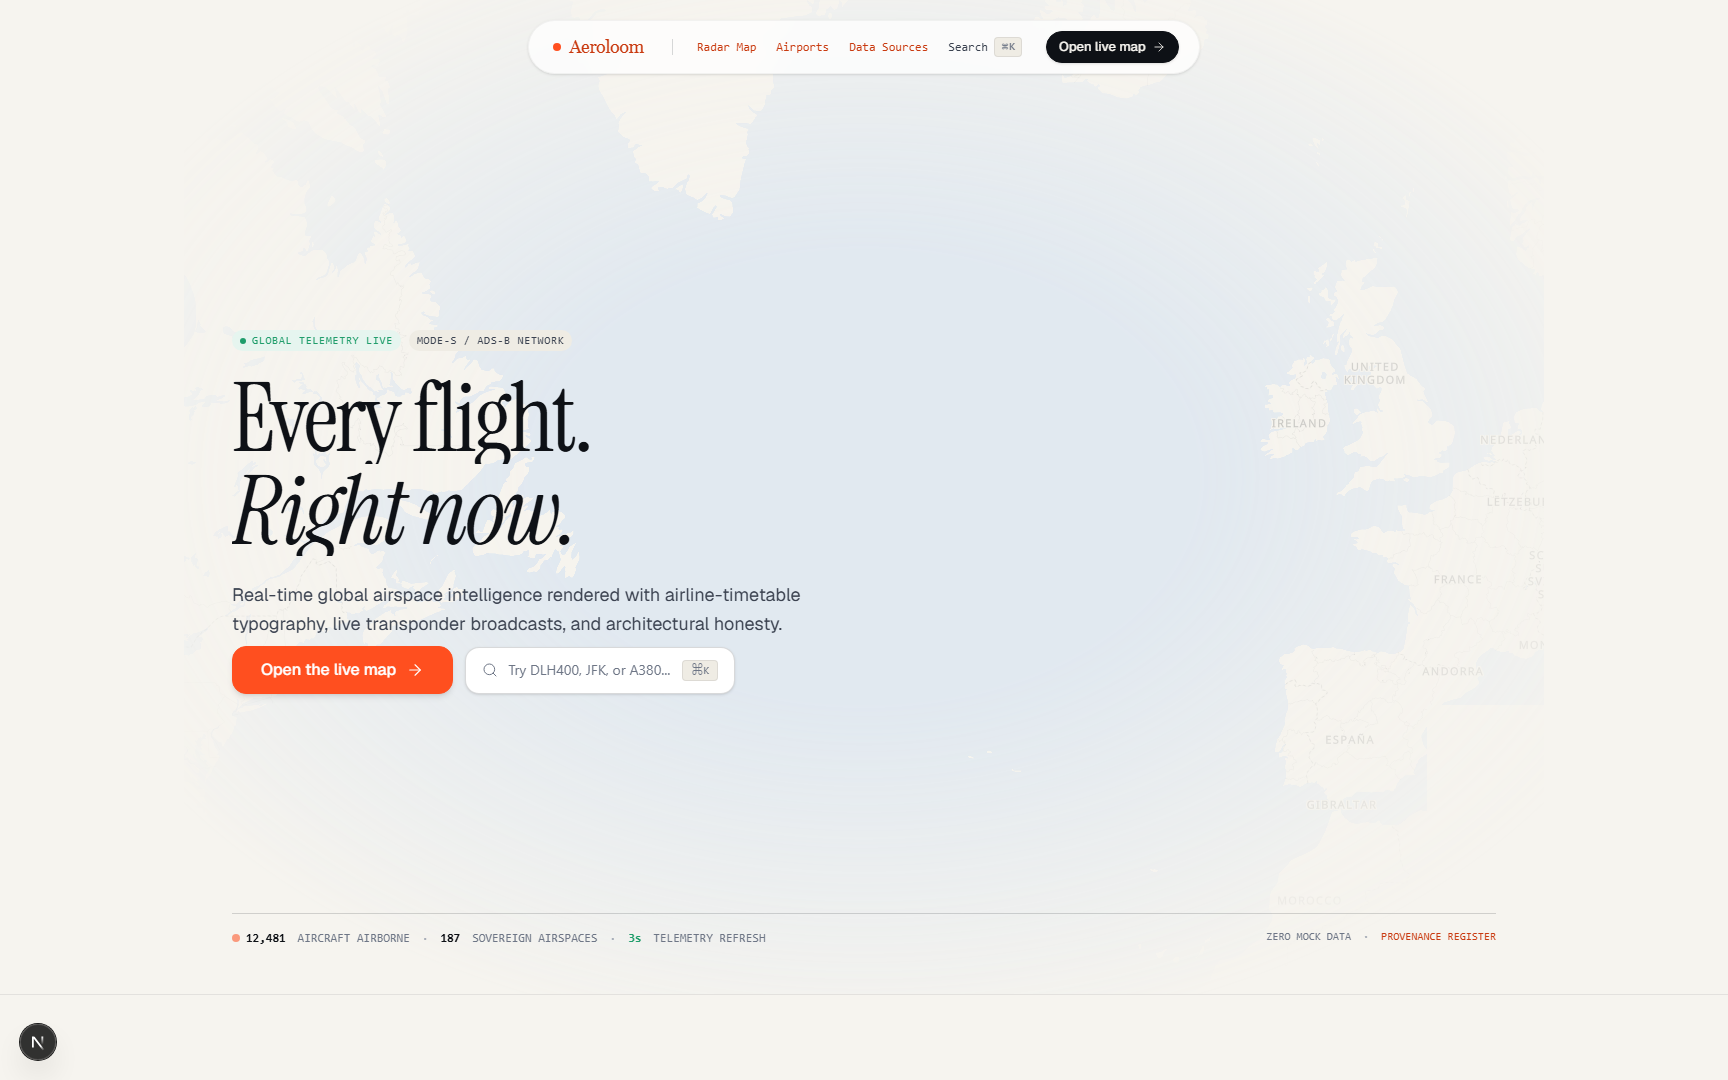 Aeroloom
Radar Map
Airports
Data Sources
Search ⌘K
Open live map →
GLOBAL TELEMETRY LIVE
MODE-S / ADS-B NETWORK
Every flight.
Right now.
Real-time global airspace intelligence rendered with airline-timetable
typography, live transponder broadcasts, and architectural honesty.
Open the live map →
Try DLH400, JFK, or A380... ⌘K
UNITED
KINGDOM
IRELAND
NEDERLAN
LËTZEBU
FRANCE
ANDORRA
ESPAÑA
GIBRALTAR
MOROCCO
12,481 AIRCRAFT AIRBORNE · 187 SOVEREIGN AIRSPACES · 3s TELEMETRY REFRESH
ZERO MOCK DATA · PROVENANCE REGISTER
N